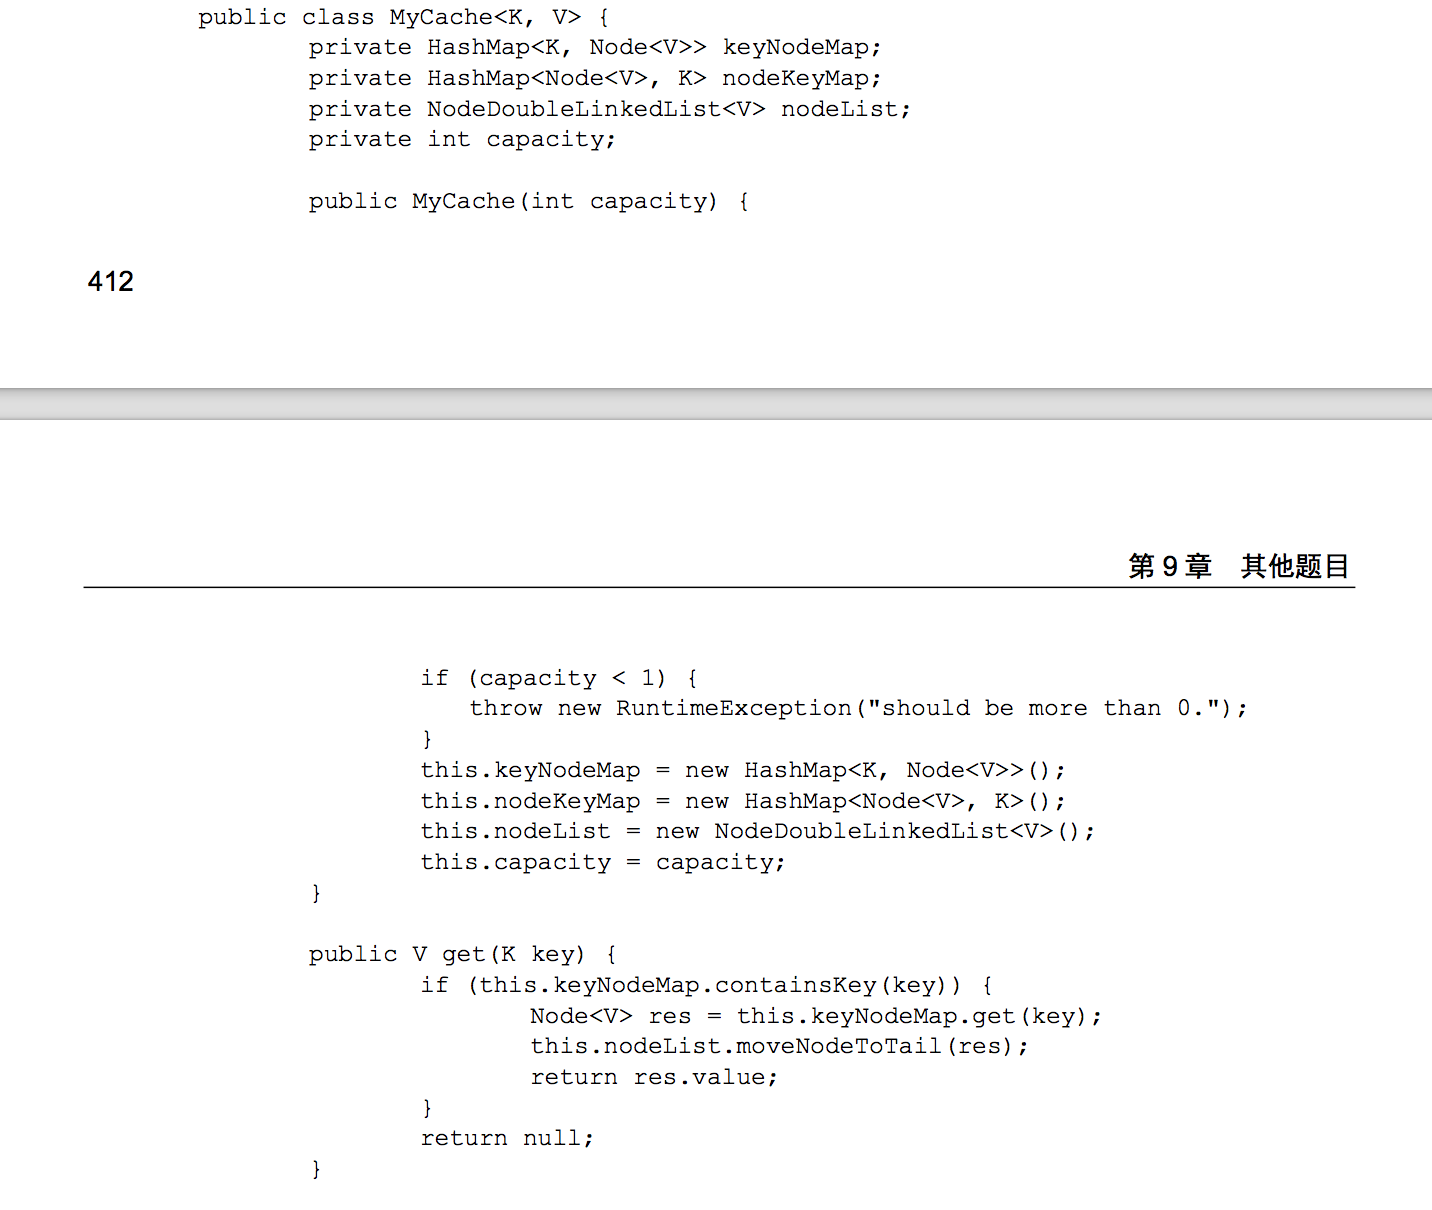 public class MyCache<K, V> {
private HashMap<K, Node<V>> keyNodeMap;
private HashMap<Node<V>, K> nodeKeyMap;
private NodeDoubleLinkedList<V> nodeList;
private int capacity;
public MyCache(int capacity) {
412
第 9 章 其他题目
if (capacity < 1) {
throw new RuntimeException("should be more than 0.");
}
this.keyNodeMap = new HashMap<K, Node<V>>();
this.nodeKeyMap = new HashMap<Node<V>, K>();
this.nodeList = new NodeDoubleLinkedList<V>();
this.capacity = capacity;
}
public V get(K key) {
if (this.keyNodeMap.containsKey(key)) {
Node<V> res = this.keyNodeMap.get(key);
this.nodeList.moveNodeToTail(res);
return res.value;
}
return null;
}